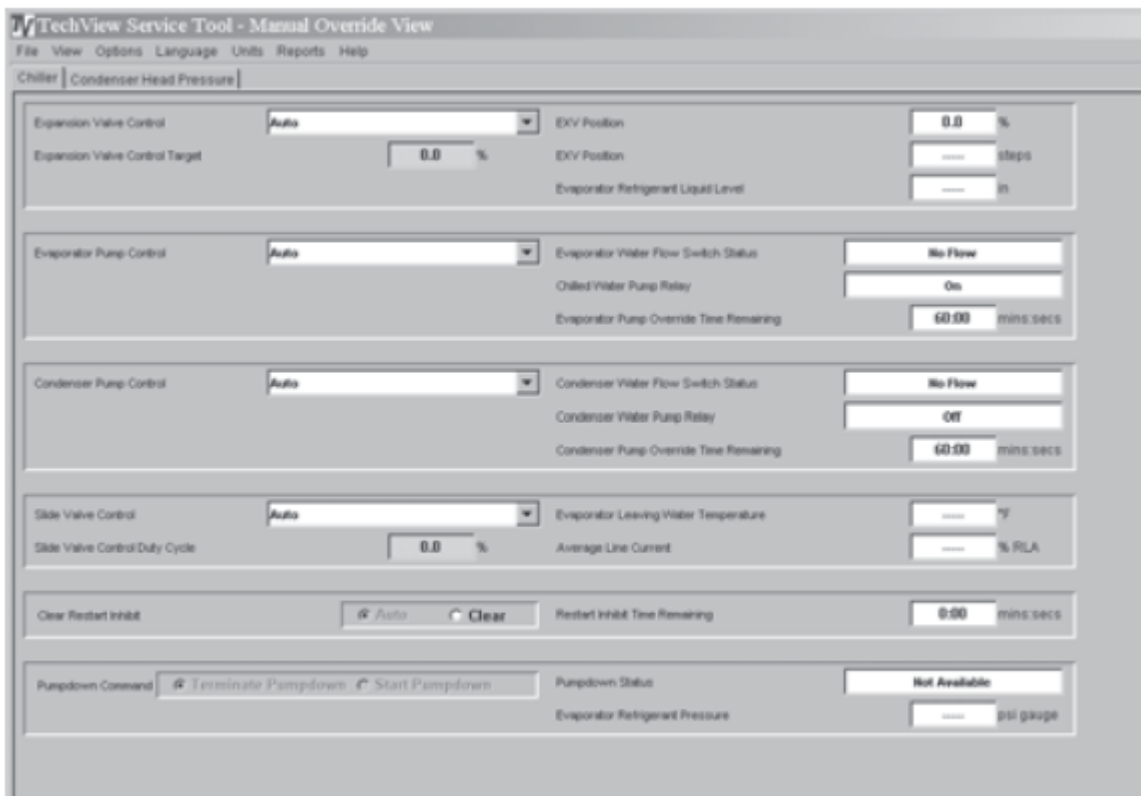 TechView Service Tool - Manual Override View
File View Options Language Units Reports Help
Chiller Condenser Head Pressure
Expansion Valve Control Auto EXV Position 0.0 %
Expansion Valve Control Target 0.0 % EXV Position ----- steps
Evaporator Refrigerant Liquid Level ----- in
Evaporator Pump Control Auto Evaporator Water Flow Switch Status No Flow
Chilled Water Pump Relay On
Evaporator Pump Override Time Remaining 60:00 mins:secs
Condenser Pump Control Auto Condenser Water Flow Switch Status No Flow
Condenser Water Pump Relay Off
Condenser Pump Override Time Remaining 60:00 mins:secs
Slide Valve Control Auto Evaporator Leaving Water Temperature ----- °F
Slide Valve Control Duty Cycle 0.0 % Average Line Current ----- % RLA
Clear Restart Inhibit Auto Clear Restart Inhibit Time Remaining 0:00 mins:secs
Pumpdown Command Terminate Pumpdown Start Pumpdown Pumpdown Status Not Available
Evaporator Refrigerant Pressure ----- psi gauge